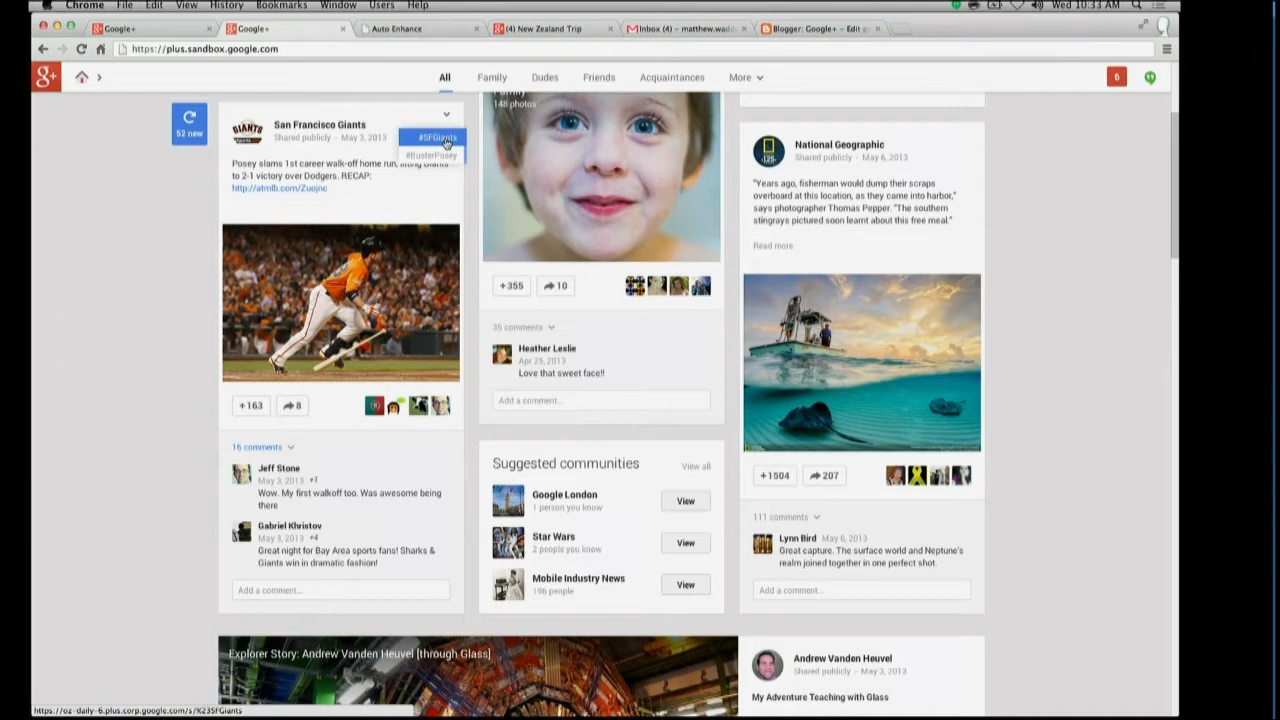 Chrome File Edit View History Bookmarks Window Users Help
Wed 10:33 AM
Google+
Google+
Auto Enhance
(4) New Zealand Trip
Inbox (4) – matthew.wadd
Blogger: Google+ – Edit p
https://plus.sandbox.google.com
g+
All Family Dudes Friends Acquaintances More
6
52 new
GIANTS
San Francisco Giants
Shared publicly - May 3, 2013
#SFGiants
#BusterPosey
Posey slams 1st career walk-off home run, lifting Giants
to 2-1 victory over Dodgers. RECAP:
http://atmlb.com/Zuojnc
+163
8
16 comments
Jeff Stone
May 3, 2013 +1
Wow. My first walkoff too. Was awesome being
there
Gabriel Khristov
May 3, 2013 +4
Great night for Bay Area sports fans! Sharks &
Giants win in dramatic fashion!
Add a comment...
Family
148 photos
+355
10
35 comments
Heather Leslie
Apr 25, 2013
Love that sweet face!!
Add a comment...
Suggested communities
View all
Google London
1 person you know
View
Star Wars
2 people you know
View
Mobile Industry News
196 people
View
National Geographic
Shared publicly - May 6, 2013
"Years ago, fisherman would dump their scraps
overboard at this location, as they came into harbor,"
says photographer Thomas Pepper. "The southern
stingrays pictured soon learnt about this free meal."
Read more
+1504
207
111 comments
Lynn Bird May 6, 2013
Great capture. The surface world and Neptune's
realm joined together in one perfect shot.
Add a comment...
Explorer Story: Andrew Vanden Heuvel [through Glass]
Andrew Vanden Heuvel
Shared publicly - May 3, 2013
My Adventure Teaching with Glass
https://oz-daily-6.plus.corp.google.com/s/%23SFGiants